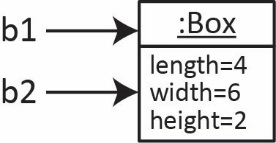 b1
:Box
length=4
b2
width=6
height=2